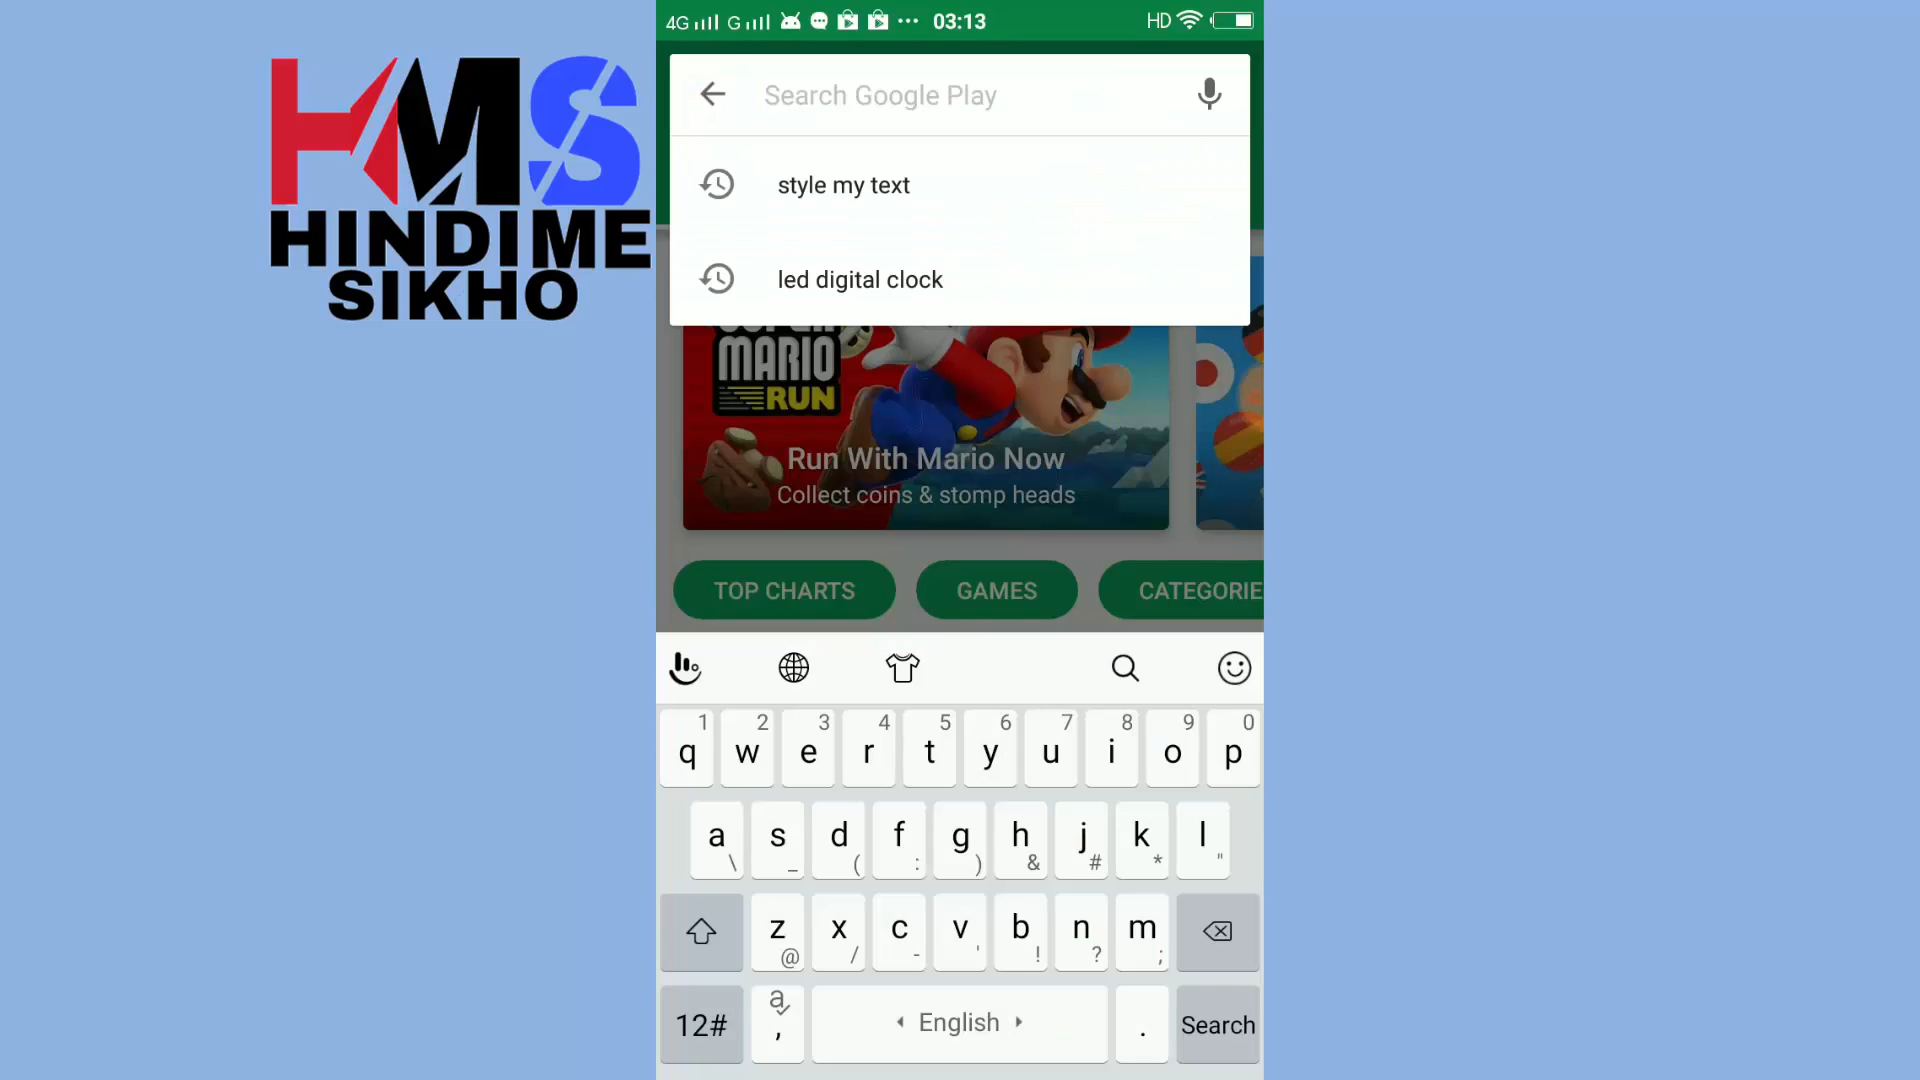 4G G 03:13 HD
HMS
HINDIME
SIKHO
Search Google Play
style my text
led digital clock
SUPER
MARIO
RUN
Run With Mario Now
Collect coins & stomp heads
TOP CHARTS GAMES CATEGORIE
1 2 3 4 5 6 7 8 9 0
q w e r t y u i o p
a s d f g h j k l
\ _ ( : ) & # * "
z x c v b n m
@ / - ' ! ? ;
12# a , English . Search